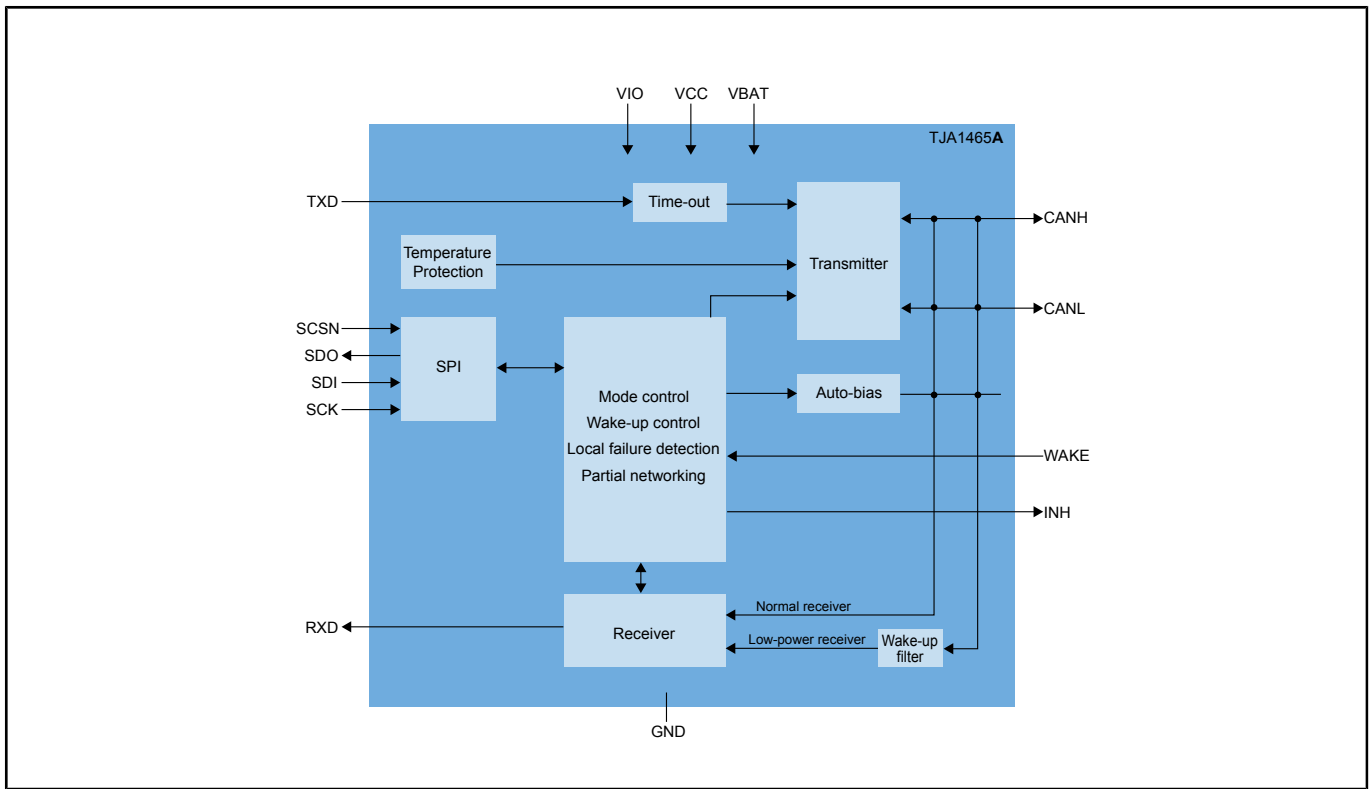 VIO VCC VBAT
TJA1465A
TXD
Time-out
CANH
Temperature
Protection
Transmitter
CANL
SCSN
SDO
SDI
SCK
SPI
Mode control
Wake-up control
Local failure detection
Partial networking
Auto-bias
WAKE
INH
Normal receiver
RXD
Receiver
Low-power receiver
Wake-up
filter
GND